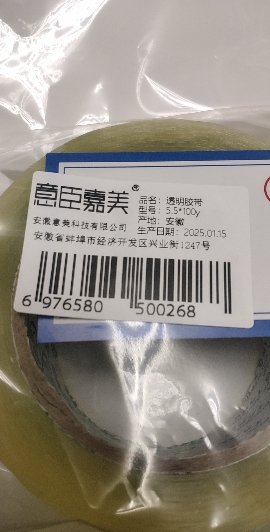 意臣嘉美®
品名：透明胶带
型号：5.5*100y
产地：安徽
生产日期：2025.01.15
安徽意美科技有限公司
安徽省蚌埠市经济开发区兴业街1247号
6 976580 500268